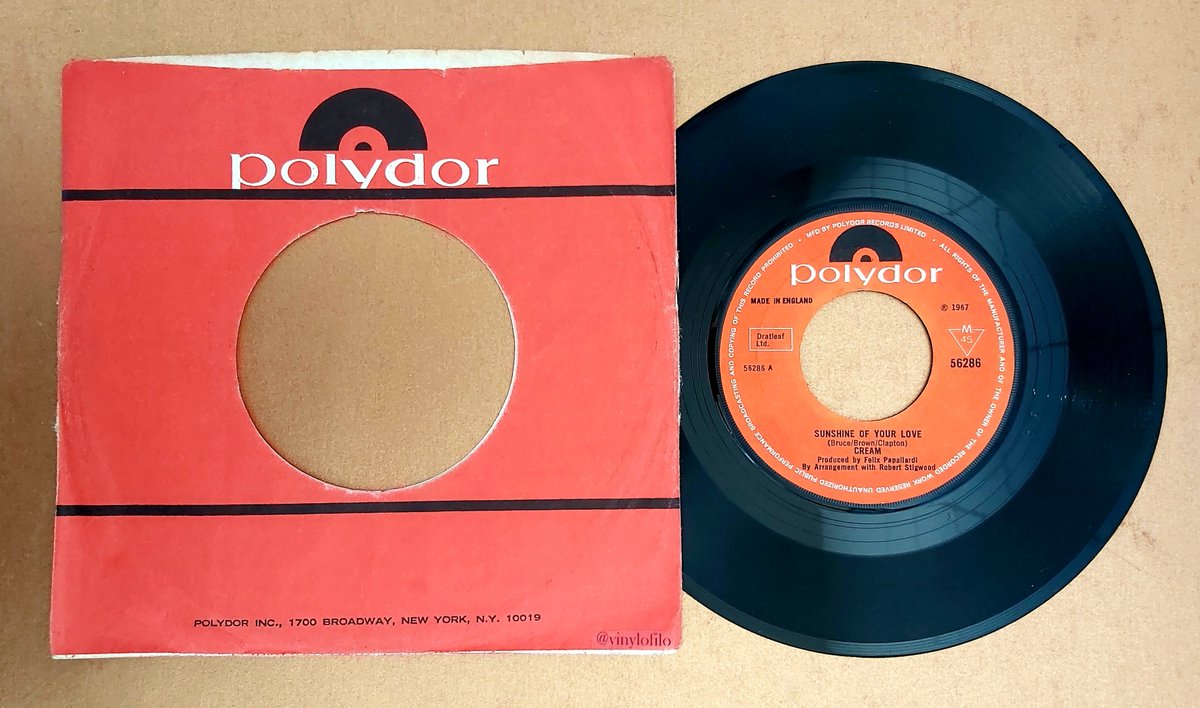 polydor
POLYDOR INC., 1700 BROADWAY, NEW YORK, N.Y. 10019
@vinylofilo
MFD BY POLYDOR RECORDS LIMITED • ALL RIGHTS OF THE MANUFACTURER AND OF THE OWNER OF THE RECORDED WORK RESERVED UNAUTHORIZED PUBLIC PERFORMANCE BROADCASTING AND COPYING OF THIS RECORD PROHIBITED •
polydor
MADE IN ENGLAND
℗ 1967
Dratleaf
Ltd.
M
45
56286 A
56286
SUNSHINE OF YOUR LOVE
(Bruce/Brown/Clapton)
CREAM
Produced by Felix Papallardi
By Arrangement with Robert Stigwood